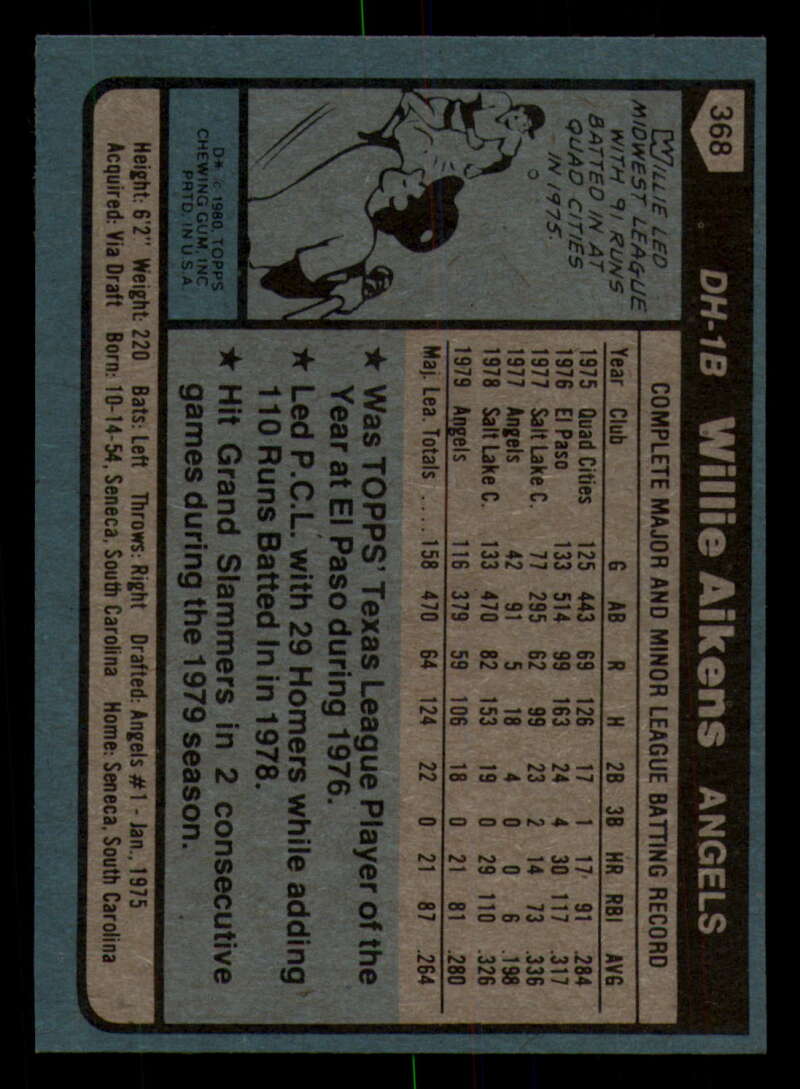 368 DH-1B Willie Aikens ANGELS
WILLIE LED
MIDWEST LEAGUE
WITH 91 RUNS
BATTED IN AT
QUAD CITIES
IN 1975.
D* © 1980 TOPPS
CHEWING GUM, INC.
PRTD. IN U.S.A.
COMPLETE MAJOR AND MINOR LEAGUE BATTING RECORD
Year Club G AB R H 2B 3B HR RBI AVG
1975 Quad Cities 125 443 69 126 17 1 17 91 .284
1976 El Paso 133 514 99 163 24 4 30 117 .317
1977 Salt Lake C. 77 295 62 99 23 2 14 73 .336
1977 Angels 42 91 5 18 4 0 0 6 .198
1978 Salt Lake C. 133 470 82 153 19 0 29 110 .326
1979 Angels 116 379 59 106 18 0 21 81 .280
Maj. Lea. Totals ..... 158 470 64 124 22 0 21 87 .264
★ Was TOPPS' Texas League Player of the
Year at El Paso during 1976.
★ Led P.C.L. with 29 Homers while adding
110 Runs Batted In in 1978.
★ Hit Grand Slammers in 2 consecutive
games during the 1979 season.
Height: 6'2" Weight: 220 Bats: Left Throws: Right Drafted: Angels #1 - Jan., 1975
Acquired: Via Draft Born: 10-14-54, Seneca, South Carolina Home: Seneca, South Carolina